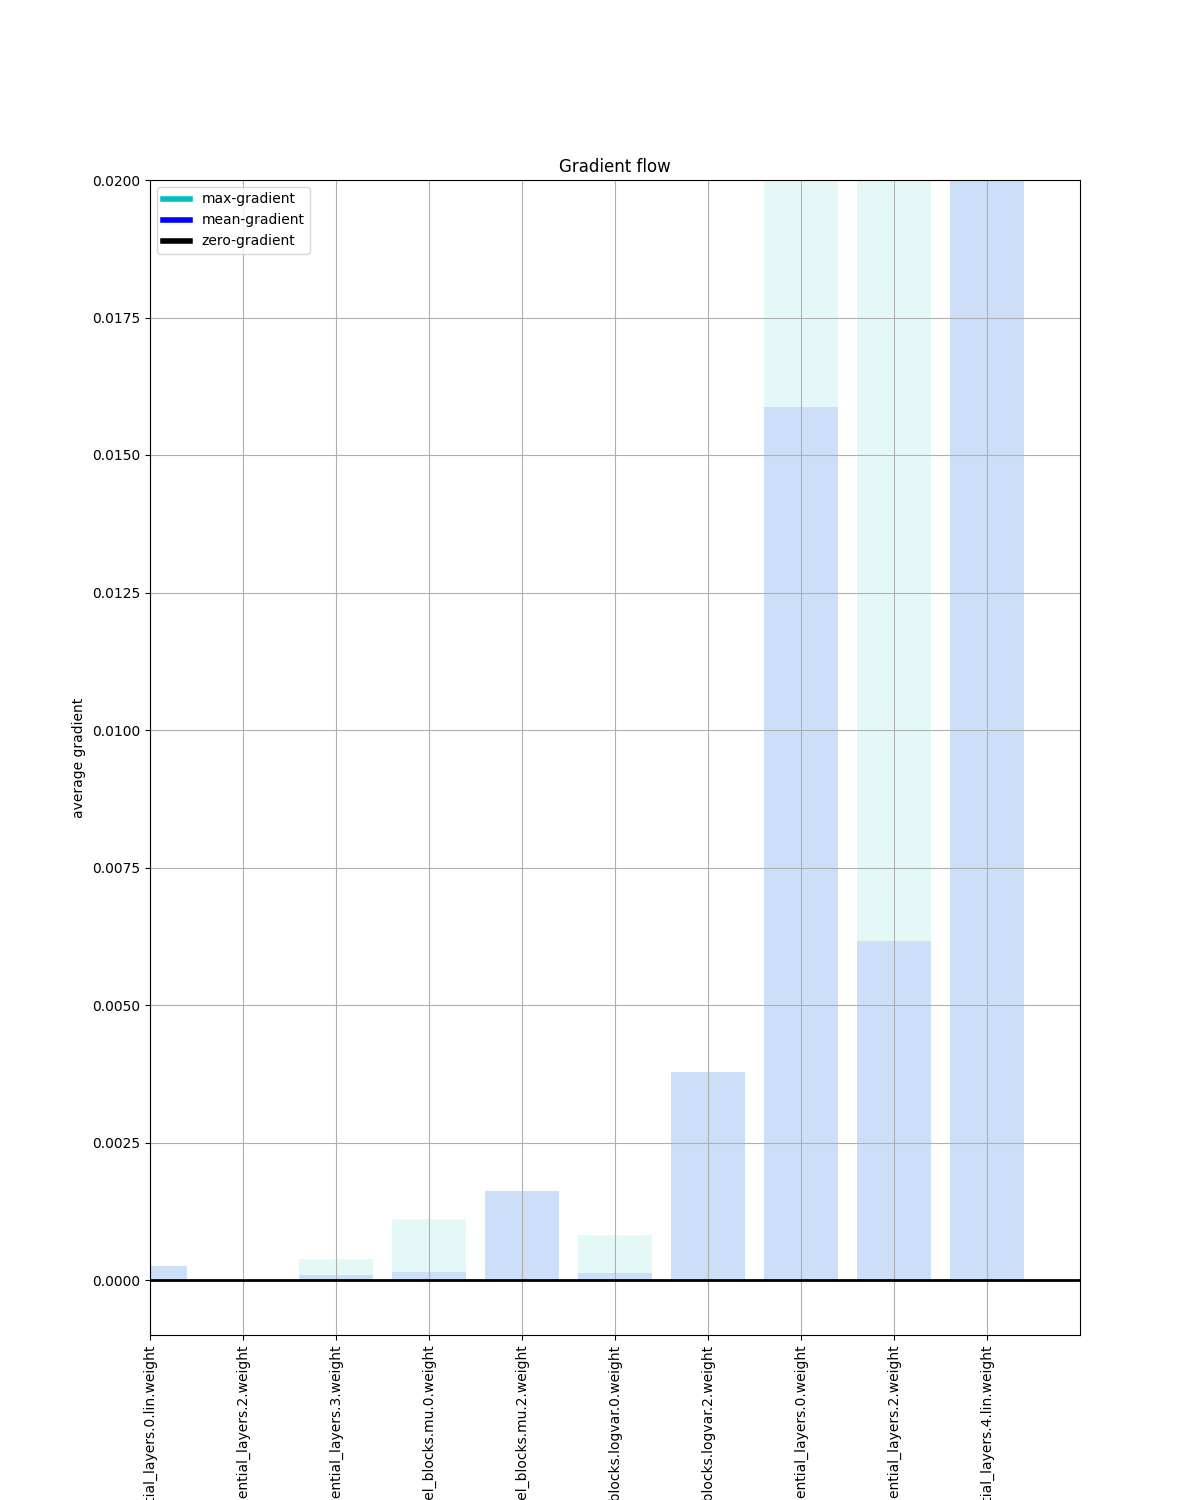 Gradient flow
max-gradient
mean-gradient
zero-gradient
0.0200
0.0175
0.0150
0.0125
0.0100
0.0075
0.0050
0.0025
0.0000
average gradient
tial_layers.0.lin.weight
ential_layers.2.weight
ential_layers.3.weight
el_blocks.mu.0.weight
el_blocks.mu.2.weight
blocks.logvar.0.weight
blocks.logvar.2.weight
ential_layers.0.weight
ential_layers.2.weight
tial_layers.4.lin.weight